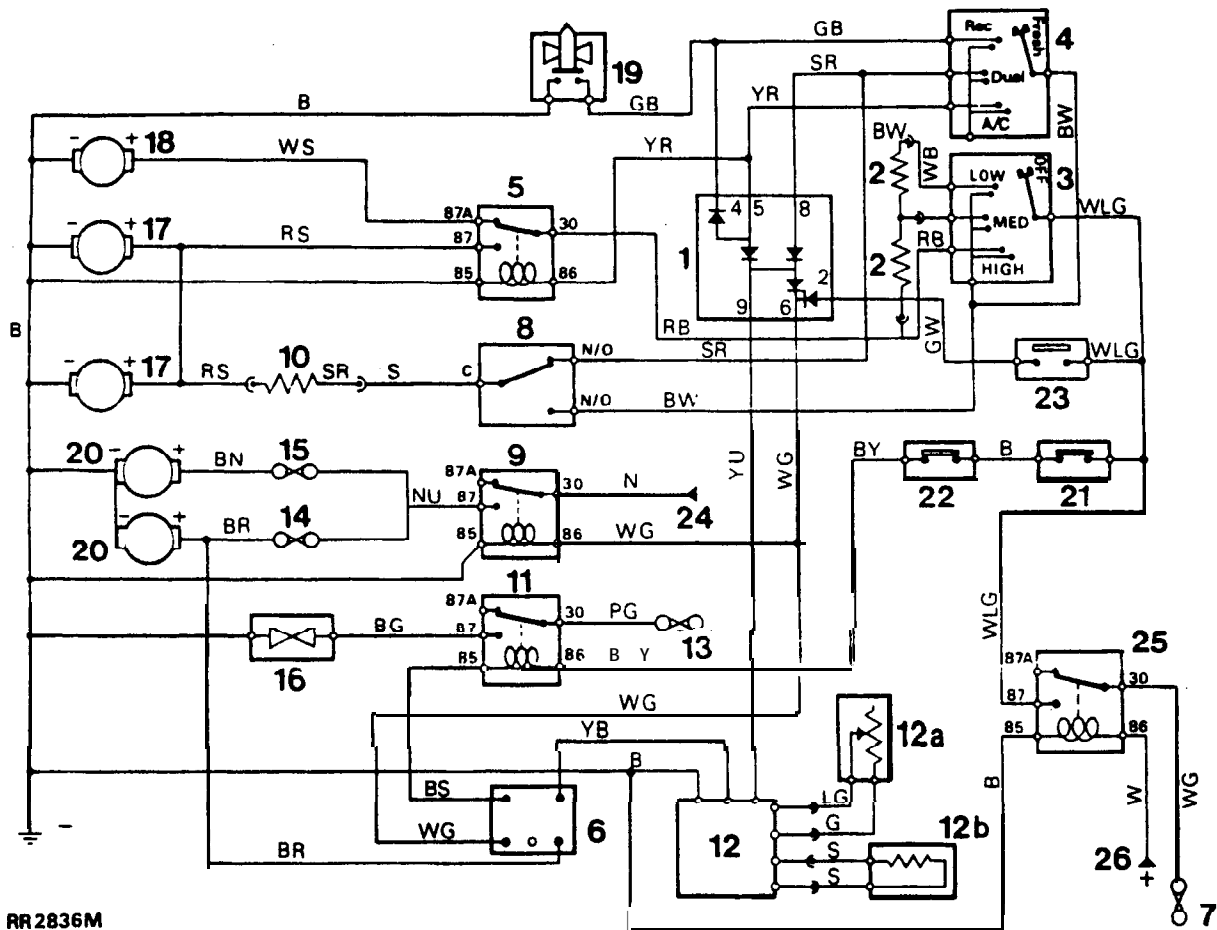 GB
Rec
Fresh
4
19
SR
Dual
B
GB
YR
A/C
BW
- + 18
WS
YR
BW
WB
LOW
OFF
3
5
2
87A
4 5 8
MED
WLG
- + 17
RS
87
30
1
2
RB
HIGH
85
86
2
9 6
B
RB
GW
8
N/O
SR
WLG
- + 17
RS
10
SR
S
C
N/O
BW
23
20
- +
BN
15
9
YU
WG
BY
22
B
21
87A
30
N
24
NU
87
- +
20
BR
14
85
86
WG
11
87A
30
PG
13
WLG
25
BG
87
16
85
86
B Y
87A
30
WG
87
YB
12a
85
86
B
BS
LG
B
W
WG
G
12b
WG
6
12
S
BR
S
26
+
-
7
RR2836M